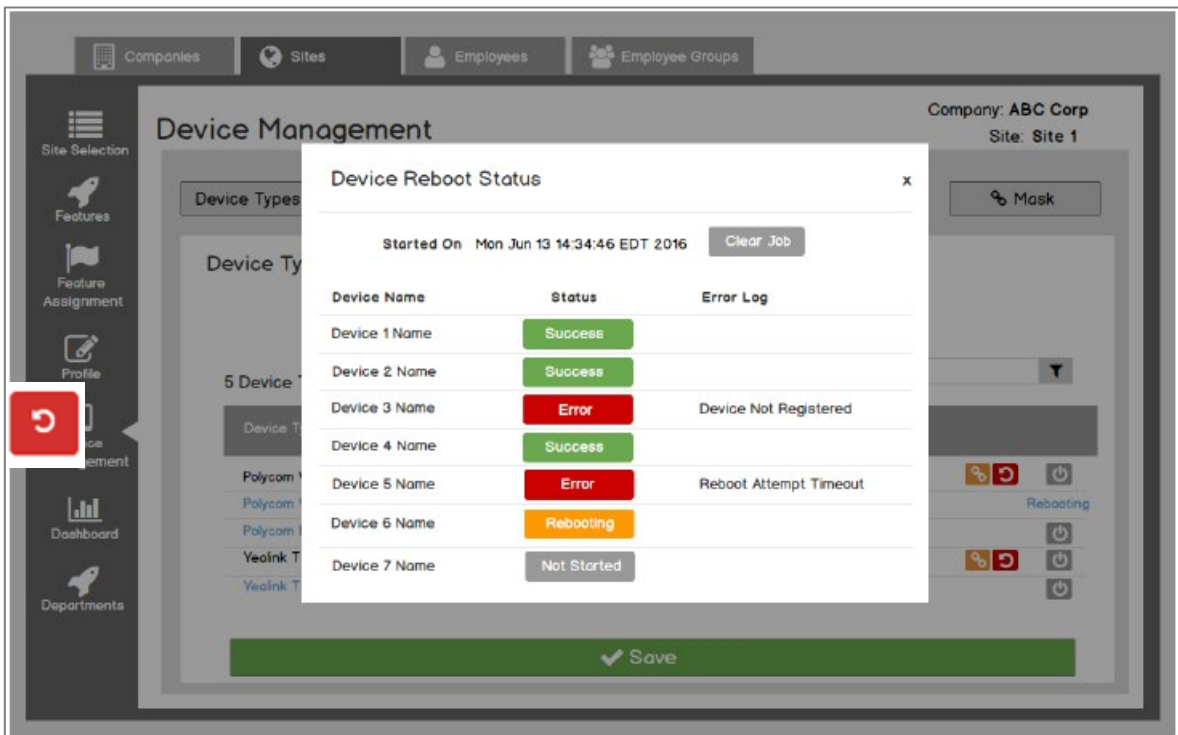 Companies
Sites
Employees
Employee Groups
Site Selection
Features
Feature
Assignment
Profile
Dashboard
Departments
Device Management
Company: ABC Corp
Site: Site 1
Device Types
Mask
Device Ty
5 Device
Device T
Polycom
Polycom
Rebooting
Polycom
Yealink T
Yealink T
Save
Device Reboot Status
x
Started On Mon Jun 13 14:34:46 EDT 2016 Clear Job
Device Name Status Error Log
Device 1 Name Success
Device 2 Name Success
Device 3 Name Error Device Not Registered
Device 4 Name Success
Device 5 Name Error Reboot Attempt Timeout
Device 6 Name Rebooting
Device 7 Name Not Started